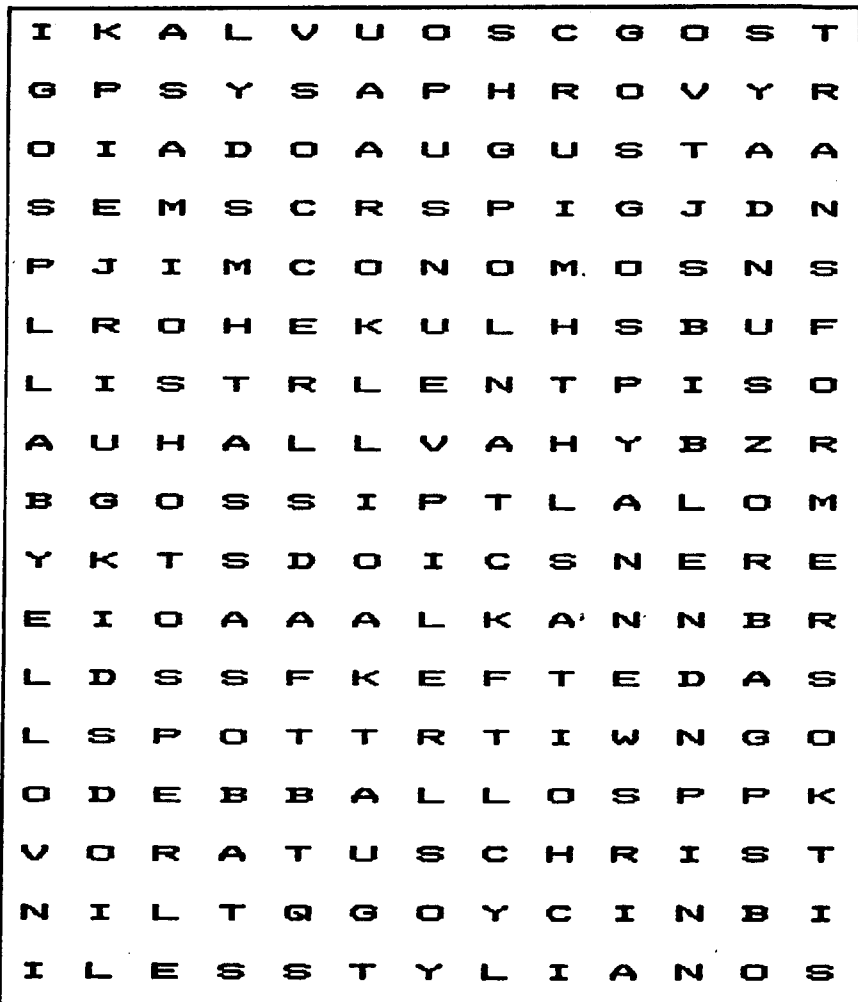 I K A L V U O S C G O S T
G P S Y S A P H R O V Y R
O I A D O A U G U S T A A
S E M S C R S P I G J D N
P J I M C O N O M O S N S
L R O H E K U L H S B U F
L I S T R L E N T P I S O
A U H A L L V A H Y B Z R
B G O S S I P T L A L O M
Y K T S D O I C S N E R E
E I O A A A L K A N N B R
L D S S F K E F T E D A S
L S P O T T R T I W N G O
O D E B B A L L O S P P K
V O R A T U S C H R I S T
N I L T Q G O Y C I N B I
I L E S S T Y L I A N O S